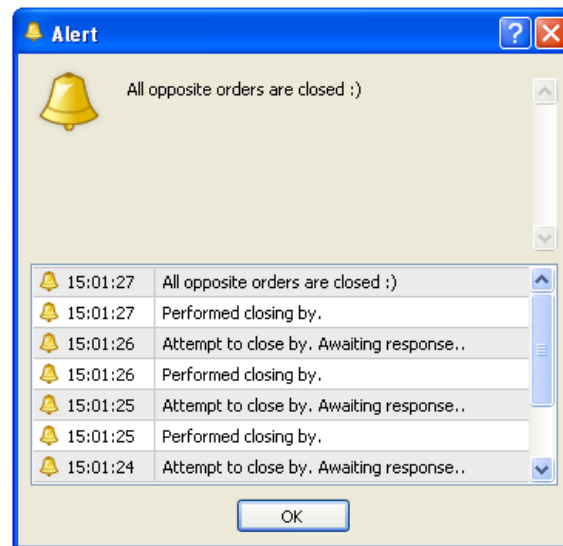 Alert
All opposite orders are closed :)
15:01:27 All opposite orders are closed :)
15:01:27 Performed closing by.
15:01:26 Attempt to close by. Awaiting response..
15:01:26 Performed closing by.
15:01:25 Attempt to close by. Awaiting response..
15:01:25 Performed closing by.
15:01:24 Attempt to close by. Awaiting response..
OK